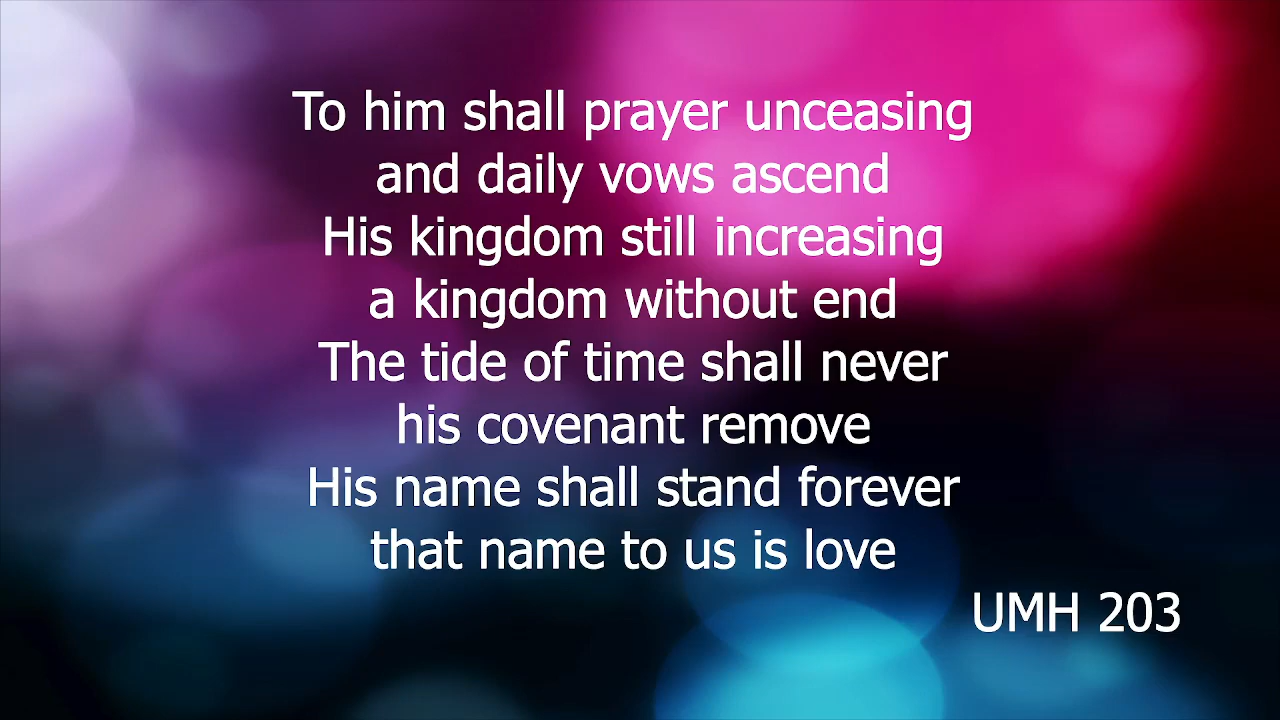 To him shall prayer unceasing
and daily vows ascend
His kingdom still increasing
a kingdom without end
The tide of time shall never
his covenant remove
His name shall stand forever
that name to us is love
UMH 203